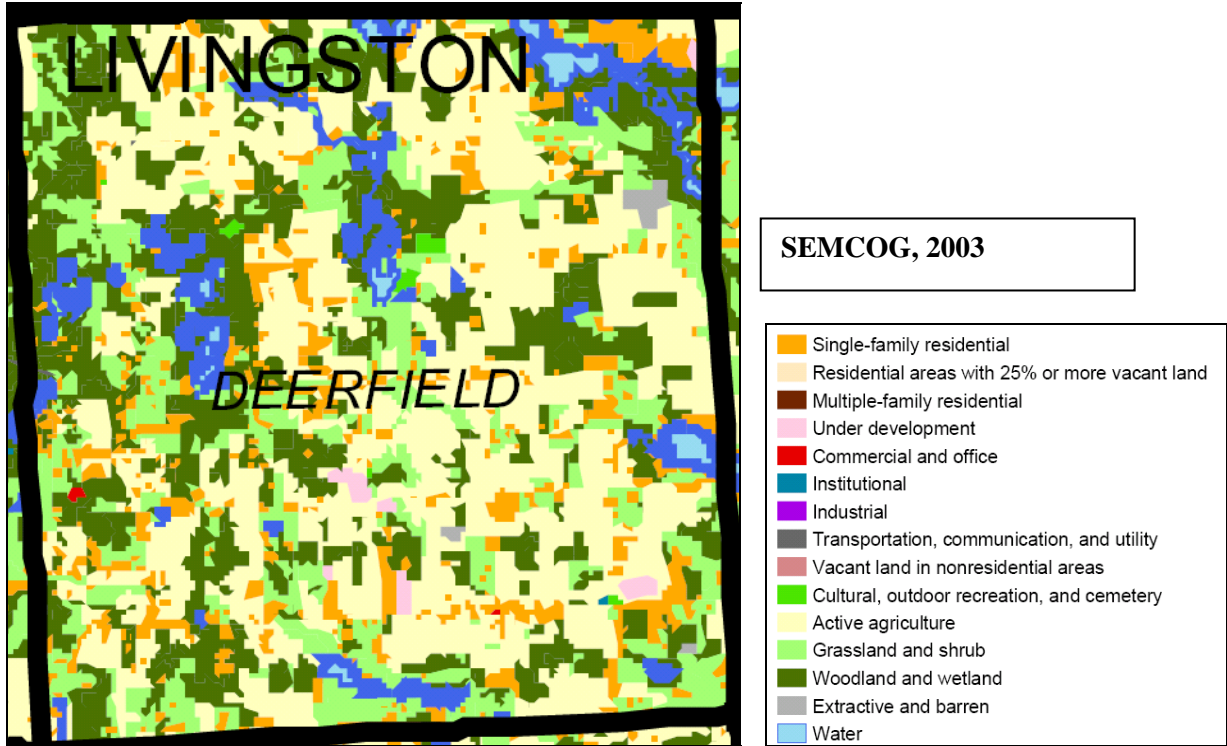 LIVINGSTON
DEERFIELD
SEMCOG, 2003
Single-family residential
Residential areas with 25% or more vacant land
Multiple-family residential
Under development
Commercial and office
Institutional
Industrial
Transportation, communication, and utility
Vacant land in nonresidential areas
Cultural, outdoor recreation, and cemetery
Active agriculture
Grassland and shrub
Woodland and wetland
Extractive and barren
Water